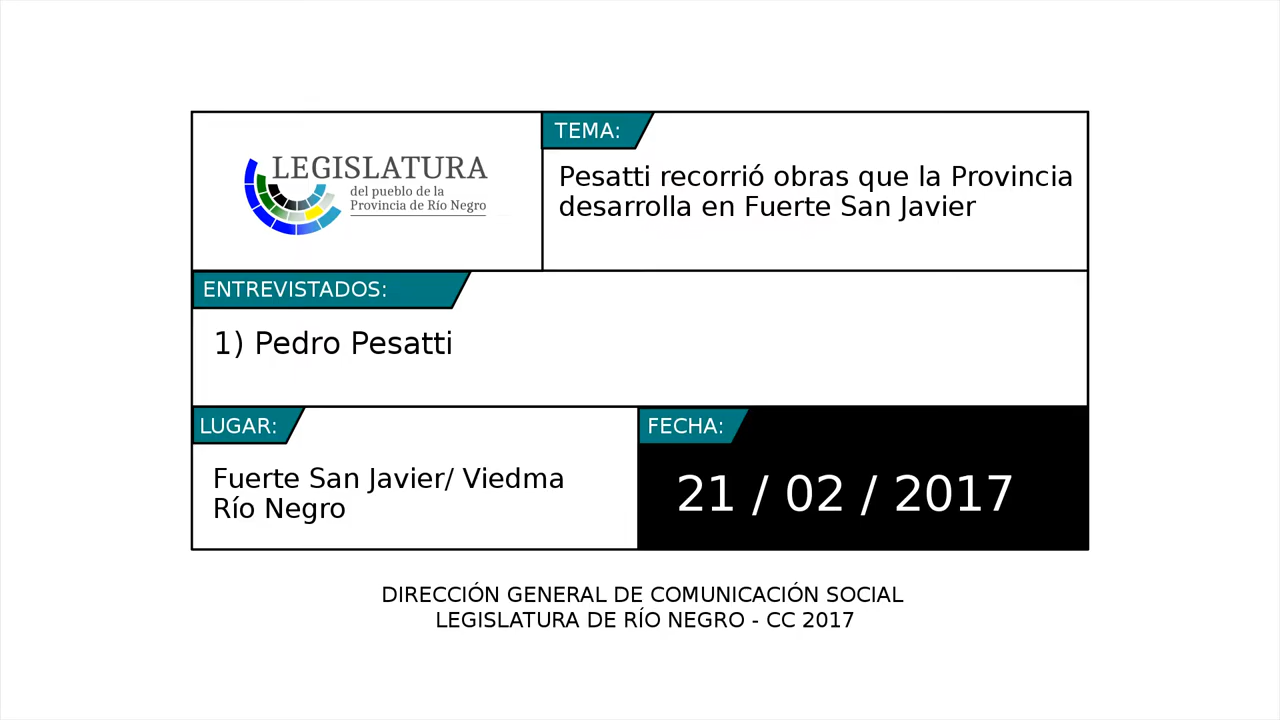 LEGISLATURA
del pueblo de la
Provincia de Río Negro
TEMA:
Pesatti recorrió obras que la Provincia
desarrolla en Fuerte San Javier
ENTREVISTADOS:
1) Pedro Pesatti
LUGAR:
Fuerte San Javier/ Viedma
Río Negro
FECHA:
21 / 02 / 2017
DIRECCIÓN GENERAL DE COMUNICACIÓN SOCIAL
LEGISLATURA DE RÍO NEGRO - CC 2017